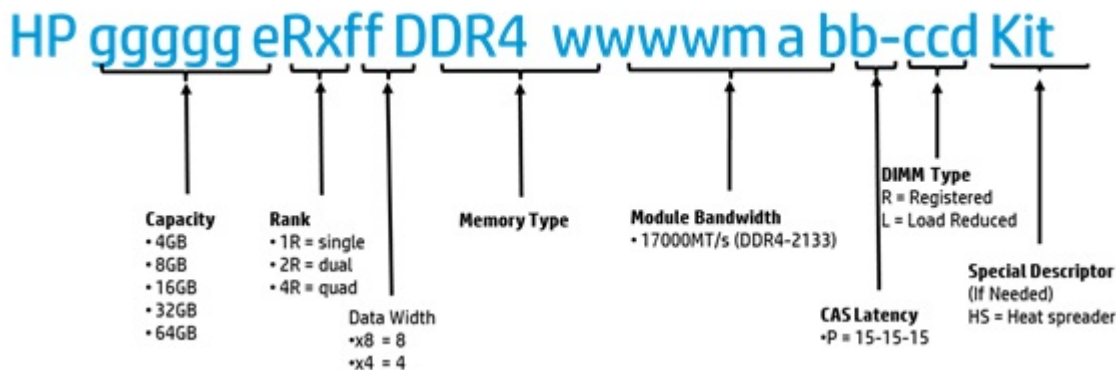 HP ggggg eRxff DDR4 wwwwm a bb-ccd Kit
Capacity
• 4GB
• 8GB
• 16GB
• 32GB
• 64GB
Rank
• 1R = single
• 2R = dual
• 4R = quad
Data Width
•x8 = 8
•x4 = 4
Memory Type
Module Bandwidth
• 17000MT/s (DDR4-2133)
CAS Latency
•P = 15-15-15
DIMM Type
R = Registered
L = Load Reduced
Special Descriptor
(If Needed)
HS = Heat spreader